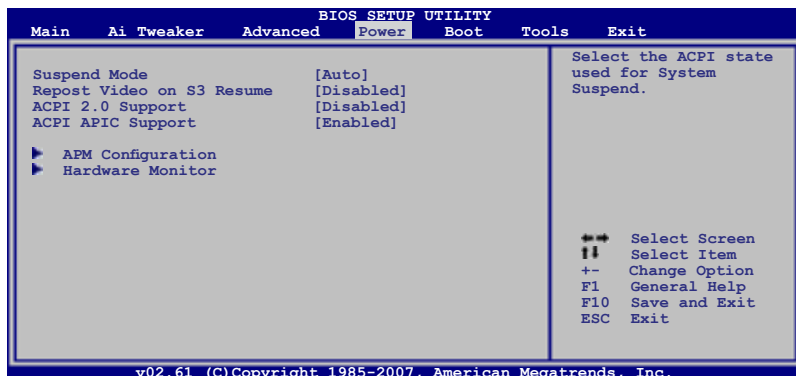 BIOS SETUP UTILITY
Main Ai Tweaker Advanced Power Boot Tools Exit
Suspend Mode [Auto]
Repost Video on S3 Resume [Disabled]
ACPI 2.0 Support [Disabled]
ACPI APIC Support [Enabled]
APM Configuration
Hardware Monitor
Select the ACPI state
used for System
Suspend.
Select Screen
Select Item
+- Change Option
F1 General Help
F10 Save and Exit
ESC Exit
v02.61 (C)Copyright 1985-2007, American Megatrends, Inc.